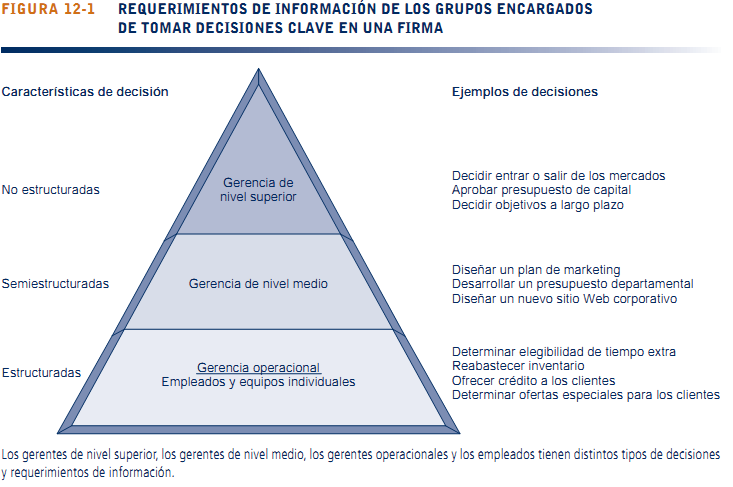 FIGURA 12-1 REQUERIMIENTOS DE INFORMACIÓN DE LOS GRUPOS ENCARGADOS
DE TOMAR DECISIONES CLAVE EN UNA FIRMA
Características de decisión
Ejemplos de decisiones
No estructuradas
Gerencia de
nivel superior
Decidir entrar o salir de los mercados
Aprobar presupuesto de capital
Decidir objetivos a largo plazo
Semiestructuradas
Gerencia de nivel medio
Diseñar un plan de marketing
Desarrollar un presupuesto departamental
Diseñar un nuevo sitio Web corporativo
Estructuradas
Gerencia operacional
Empleados y equipos individuales
Determinar elegibilidad de tiempo extra
Reabastecer inventario
Ofrecer crédito a los clientes
Determinar ofertas especiales para los clientes
Los gerentes de nivel superior, los gerentes de nivel medio, los gerentes operacionales y los empleados tienen distintos tipos de decisiones
y requerimientos de información.